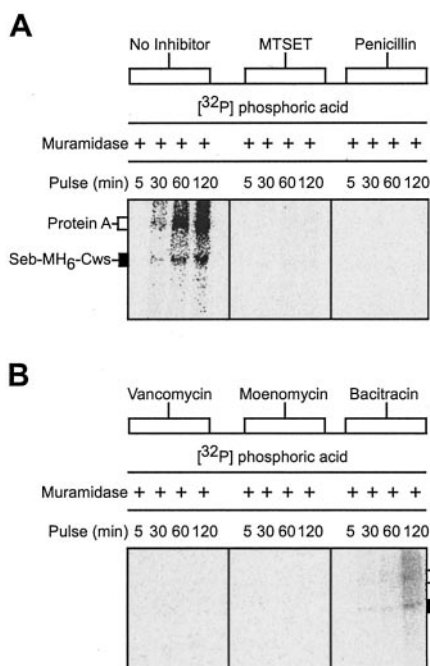 A
No Inhibitor MTSET Penicillin
[32P] phosphoric acid
Muramidase + + + + + + + + + + + +
Pulse (min) 5 30 60 120 5 30 60 120 5 30 60 120
Protein A
Seb-MH6-Cws
B
Vancomycin Moenomycin Bacitracin
[32P] phosphoric acid
Muramidase + + + + + + + + + + + +
Pulse (min) 5 30 60 120 5 30 60 120 5 30 60 120